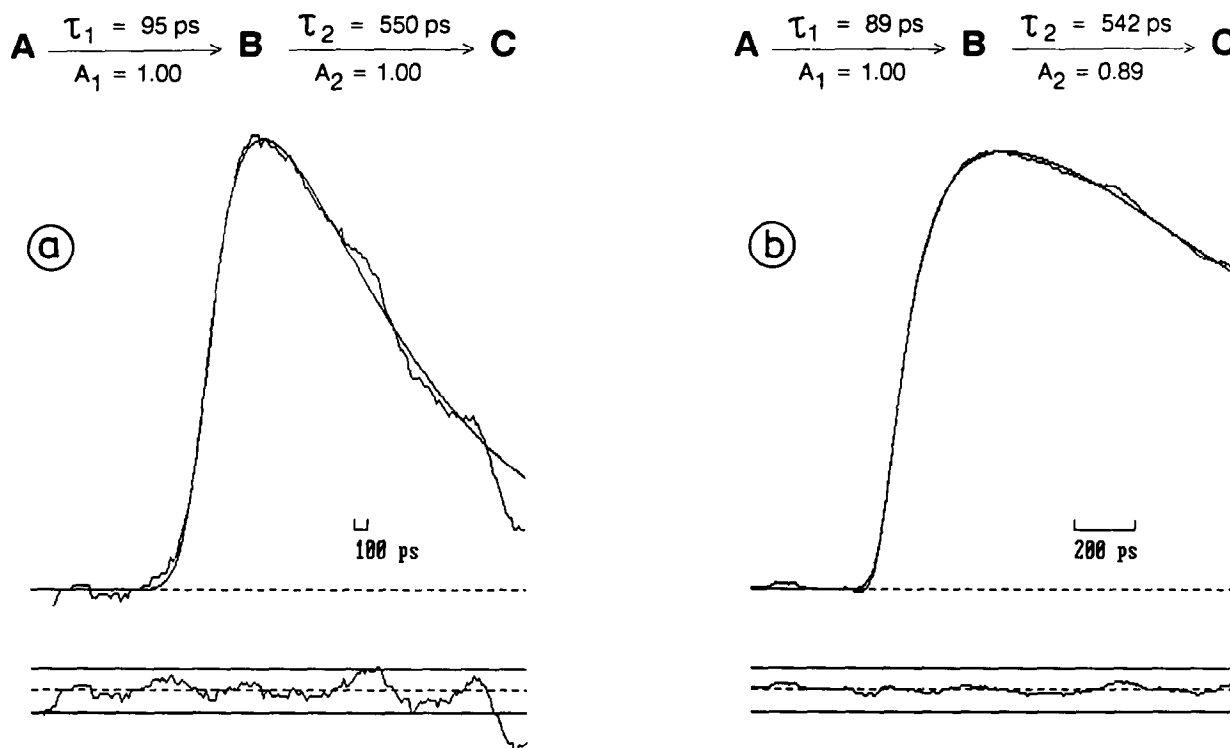 A τ1 = 95 ps B τ2 = 550 ps C
A1 = 1.00 A2 = 1.00
A τ1 = 89 ps B τ2 = 542 ps C
A1 = 1.00 A2 = 0.89
a
100 ps
b
200 ps